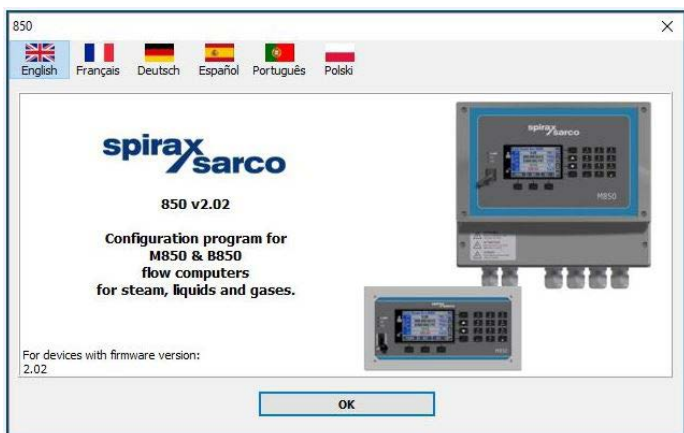 850
English Français Deutsch Español Português Polski
spirax
sarco
850 v2.02
Configuration program for
M850 & B850
flow computers
for steam, liquids and gases.
For devices with firmware version:
2.02
spirax
sarco
M850
OK